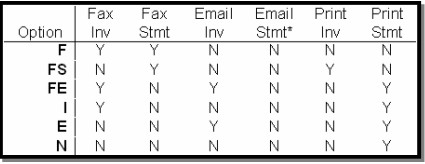 Fax Fax Email Email Print Print
Option Inv Stmt Inv Stmt* Inv Stmt
F Y Y N N N N
FS N Y N N Y N
FE Y N Y N N Y
I Y N N N N Y
E N N Y N N Y
N N N N N N Y